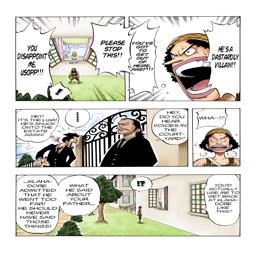 HE'S A
DASTARDLY
VILLAIN!!
YOU'VE
GOT TO
GET OUT
OF HERE,
PLEASE
STOP
THIS!!
YOU
DISAPPOINT
ME,
USOPP!!
WHA--!?
HEY, DO
YOU HEAR
VOICES IN
THE
COURT-
YARD?
!
HEY!
IT'S THE LIAR!
HE'S SNUCK
ONTO THE
ESTATE
AGAIN!
YOU'D
ACTUALLY
USE ME TO
GET BACK
AT KLAHA-
DORE
LIKE THIS!
!?
WHAT
HE SAID
ABOUT
YOUR
FATHER...
...KLAHA-
DORE
ADMITTED
THAT HE
WENT TOO
FAR!
HE SHOULD
NEVER
HAVE SAID
THOSE
THINGS!